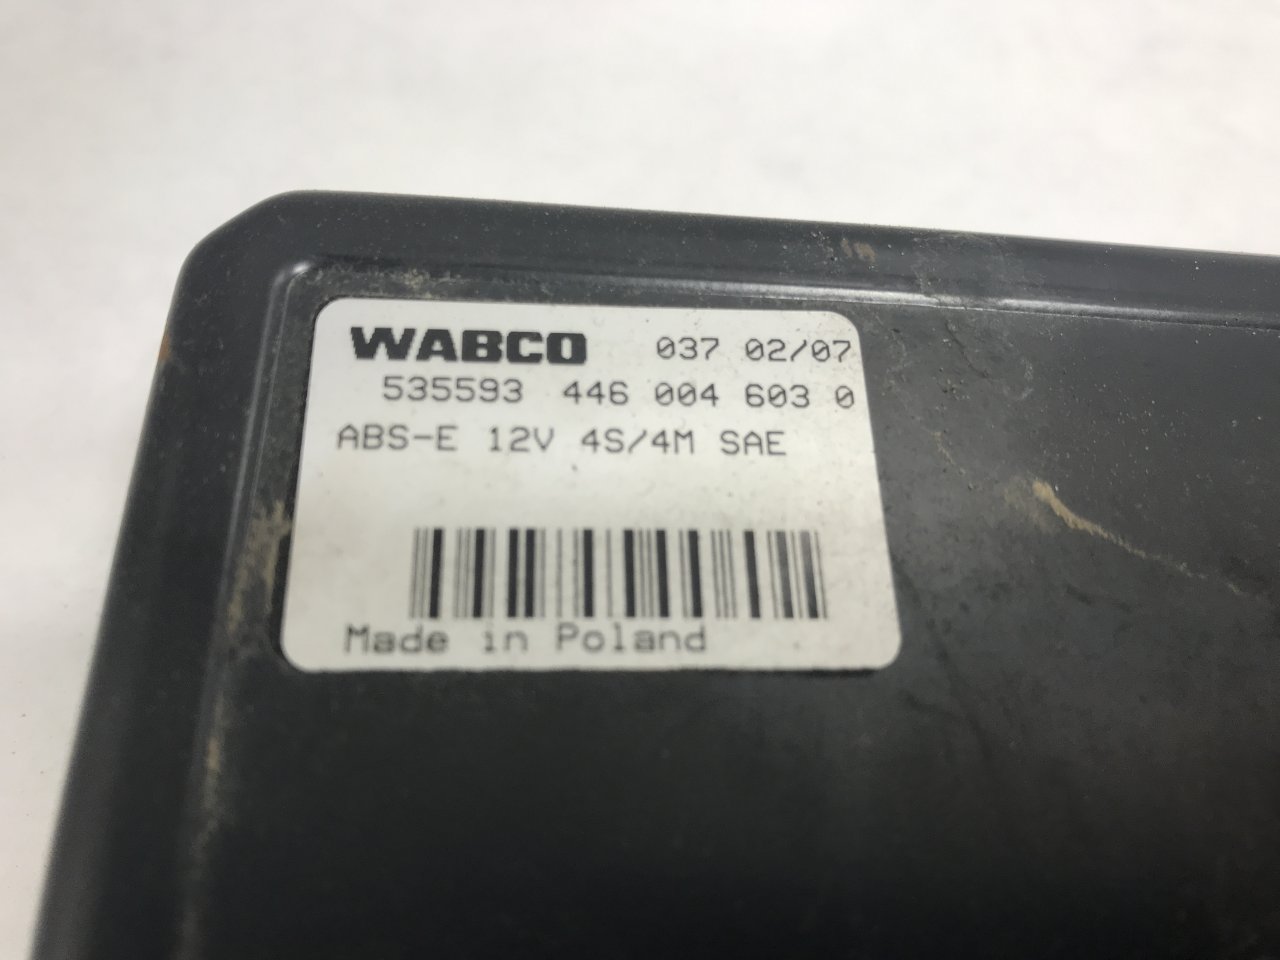 WABCO 037 02/07
535593 446 004 603 0
ABS-E 12V 4S/4M SAE
Made in Poland